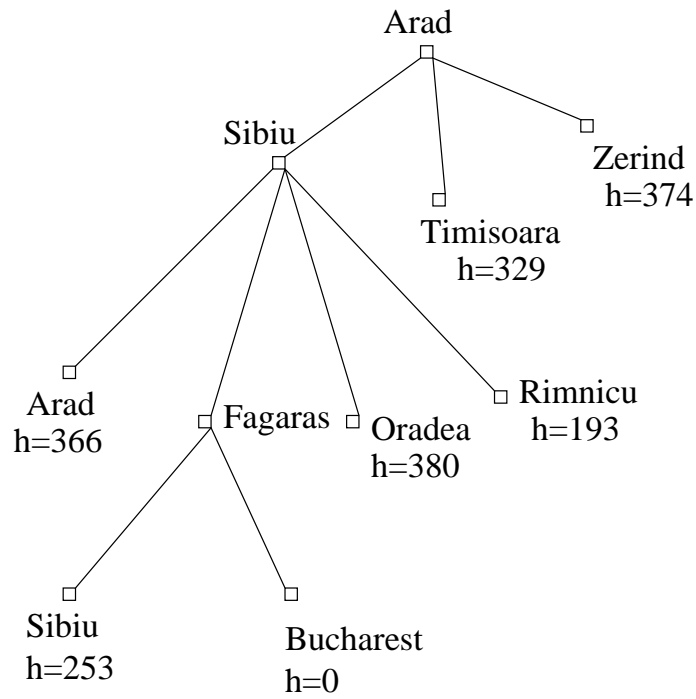 Arad
Sibiu
Zerind
h=374
Timisoara
h=329
Arad
h=366
Fagaras
Oradea
h=380
Rimnicu
h=193
Sibiu
h=253
Bucharest
h=0